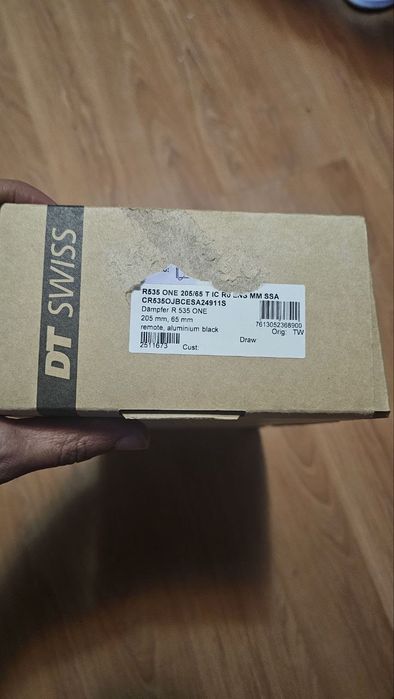 DT SWISS
R535 ONE 205/65 T IC RJ ENS MM SSA
CR535OJBCESA24911S
Dämpfer R 535 ONE
205 mm, 65 mm
remote, aluminium black
7613052368900
Orig: TW
2511673
Cust:
Draw